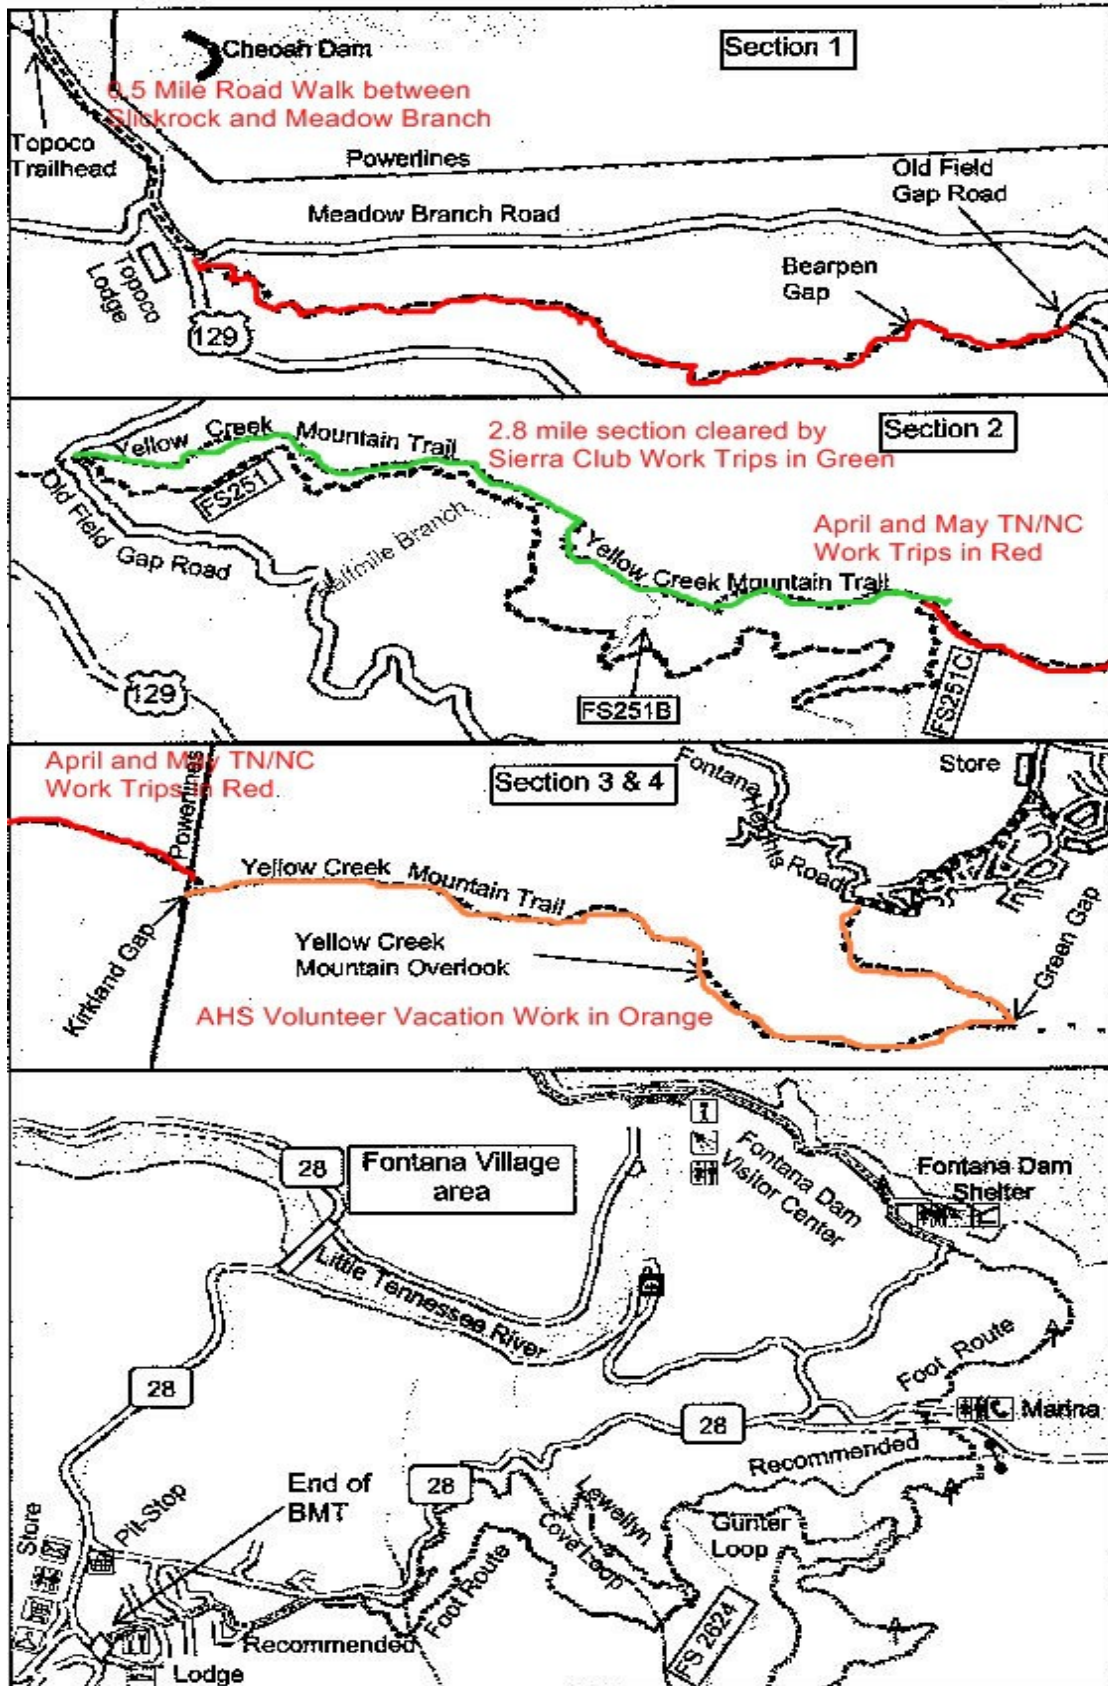 Cheoah Dam
Section 1
0.5 Mile Road Walk between
Slickrock and Meadow Branch
Topoco
Trailhead
Powerlines
Old Field
Gap Road
Meadow Branch Road
Topoco
Lodge
Bearpen
Gap
129
Yellow Creek Mountain Trail
2.8 mile section cleared by
Sierra Club Work Trips in Green
Section 2
FS251
Old Field Gap Road
Halfmile Branch
April and May TN/NC
Work Trips in Red
Yellow Creek Mountain Trail
129
FS251B
FS251C
April and May TN/NC
Work Trips in Red.
Powerlines
Section 3 & 4
Fontana Heights Road
Store
Yellow Creek Mountain Trail
Kirkland Gap
Yellow Creek
Mountain Overlook
Green Gap
AHS Volunteer Vacation Work in Orange
28
Fontana Village
area
Fontana Dam
Visitor Center
Fontana Dam
Shelter
Little Tennessee River
28
Foot Route
28
Marina
Recommended
28
End of
BMT
Store
Pit-Stop
Lewellyn
Cove Loop
Gunter
Loop
Foot Route
FS 2624
Recommended
Lodge